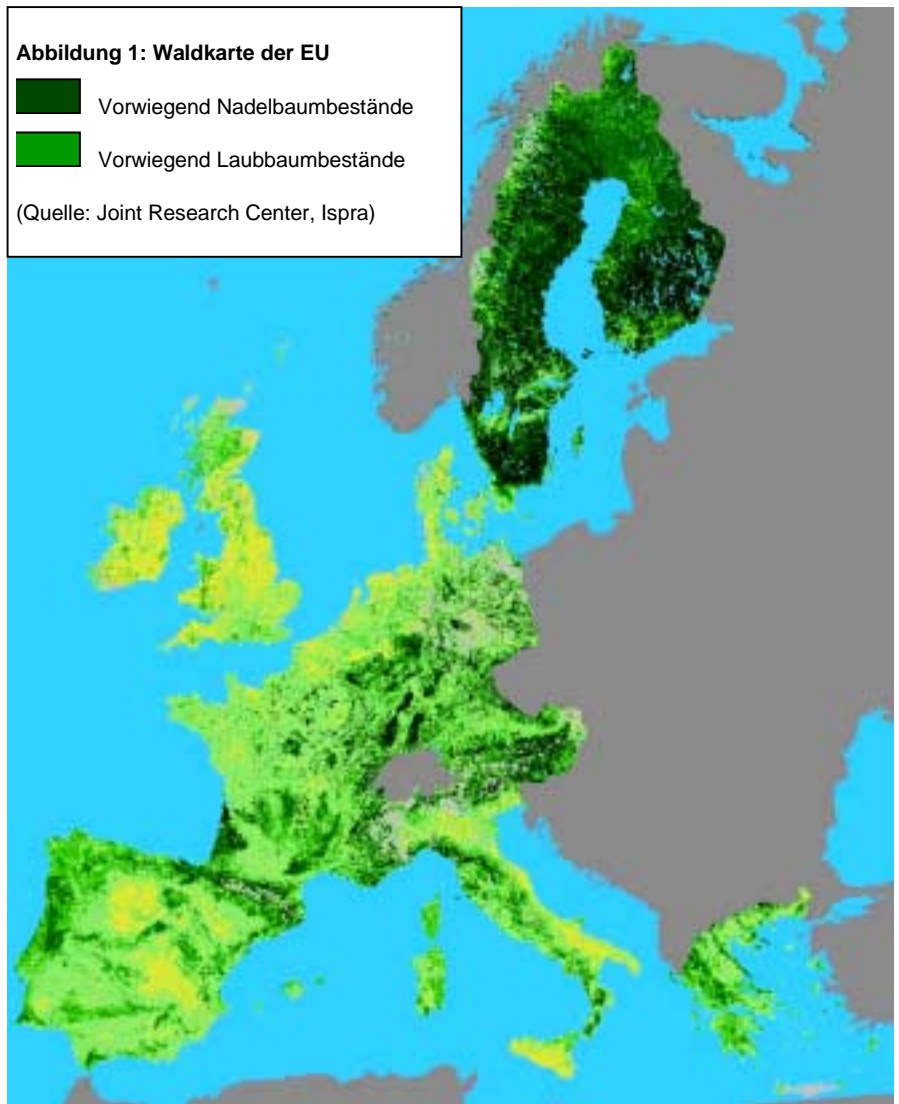 Abbildung 1: Waldkarte der EU
Vorwiegend Nadelbaumbestände
Vorwiegend Laubbaumbestände
(Quelle: Joint Research Center, Ispra)